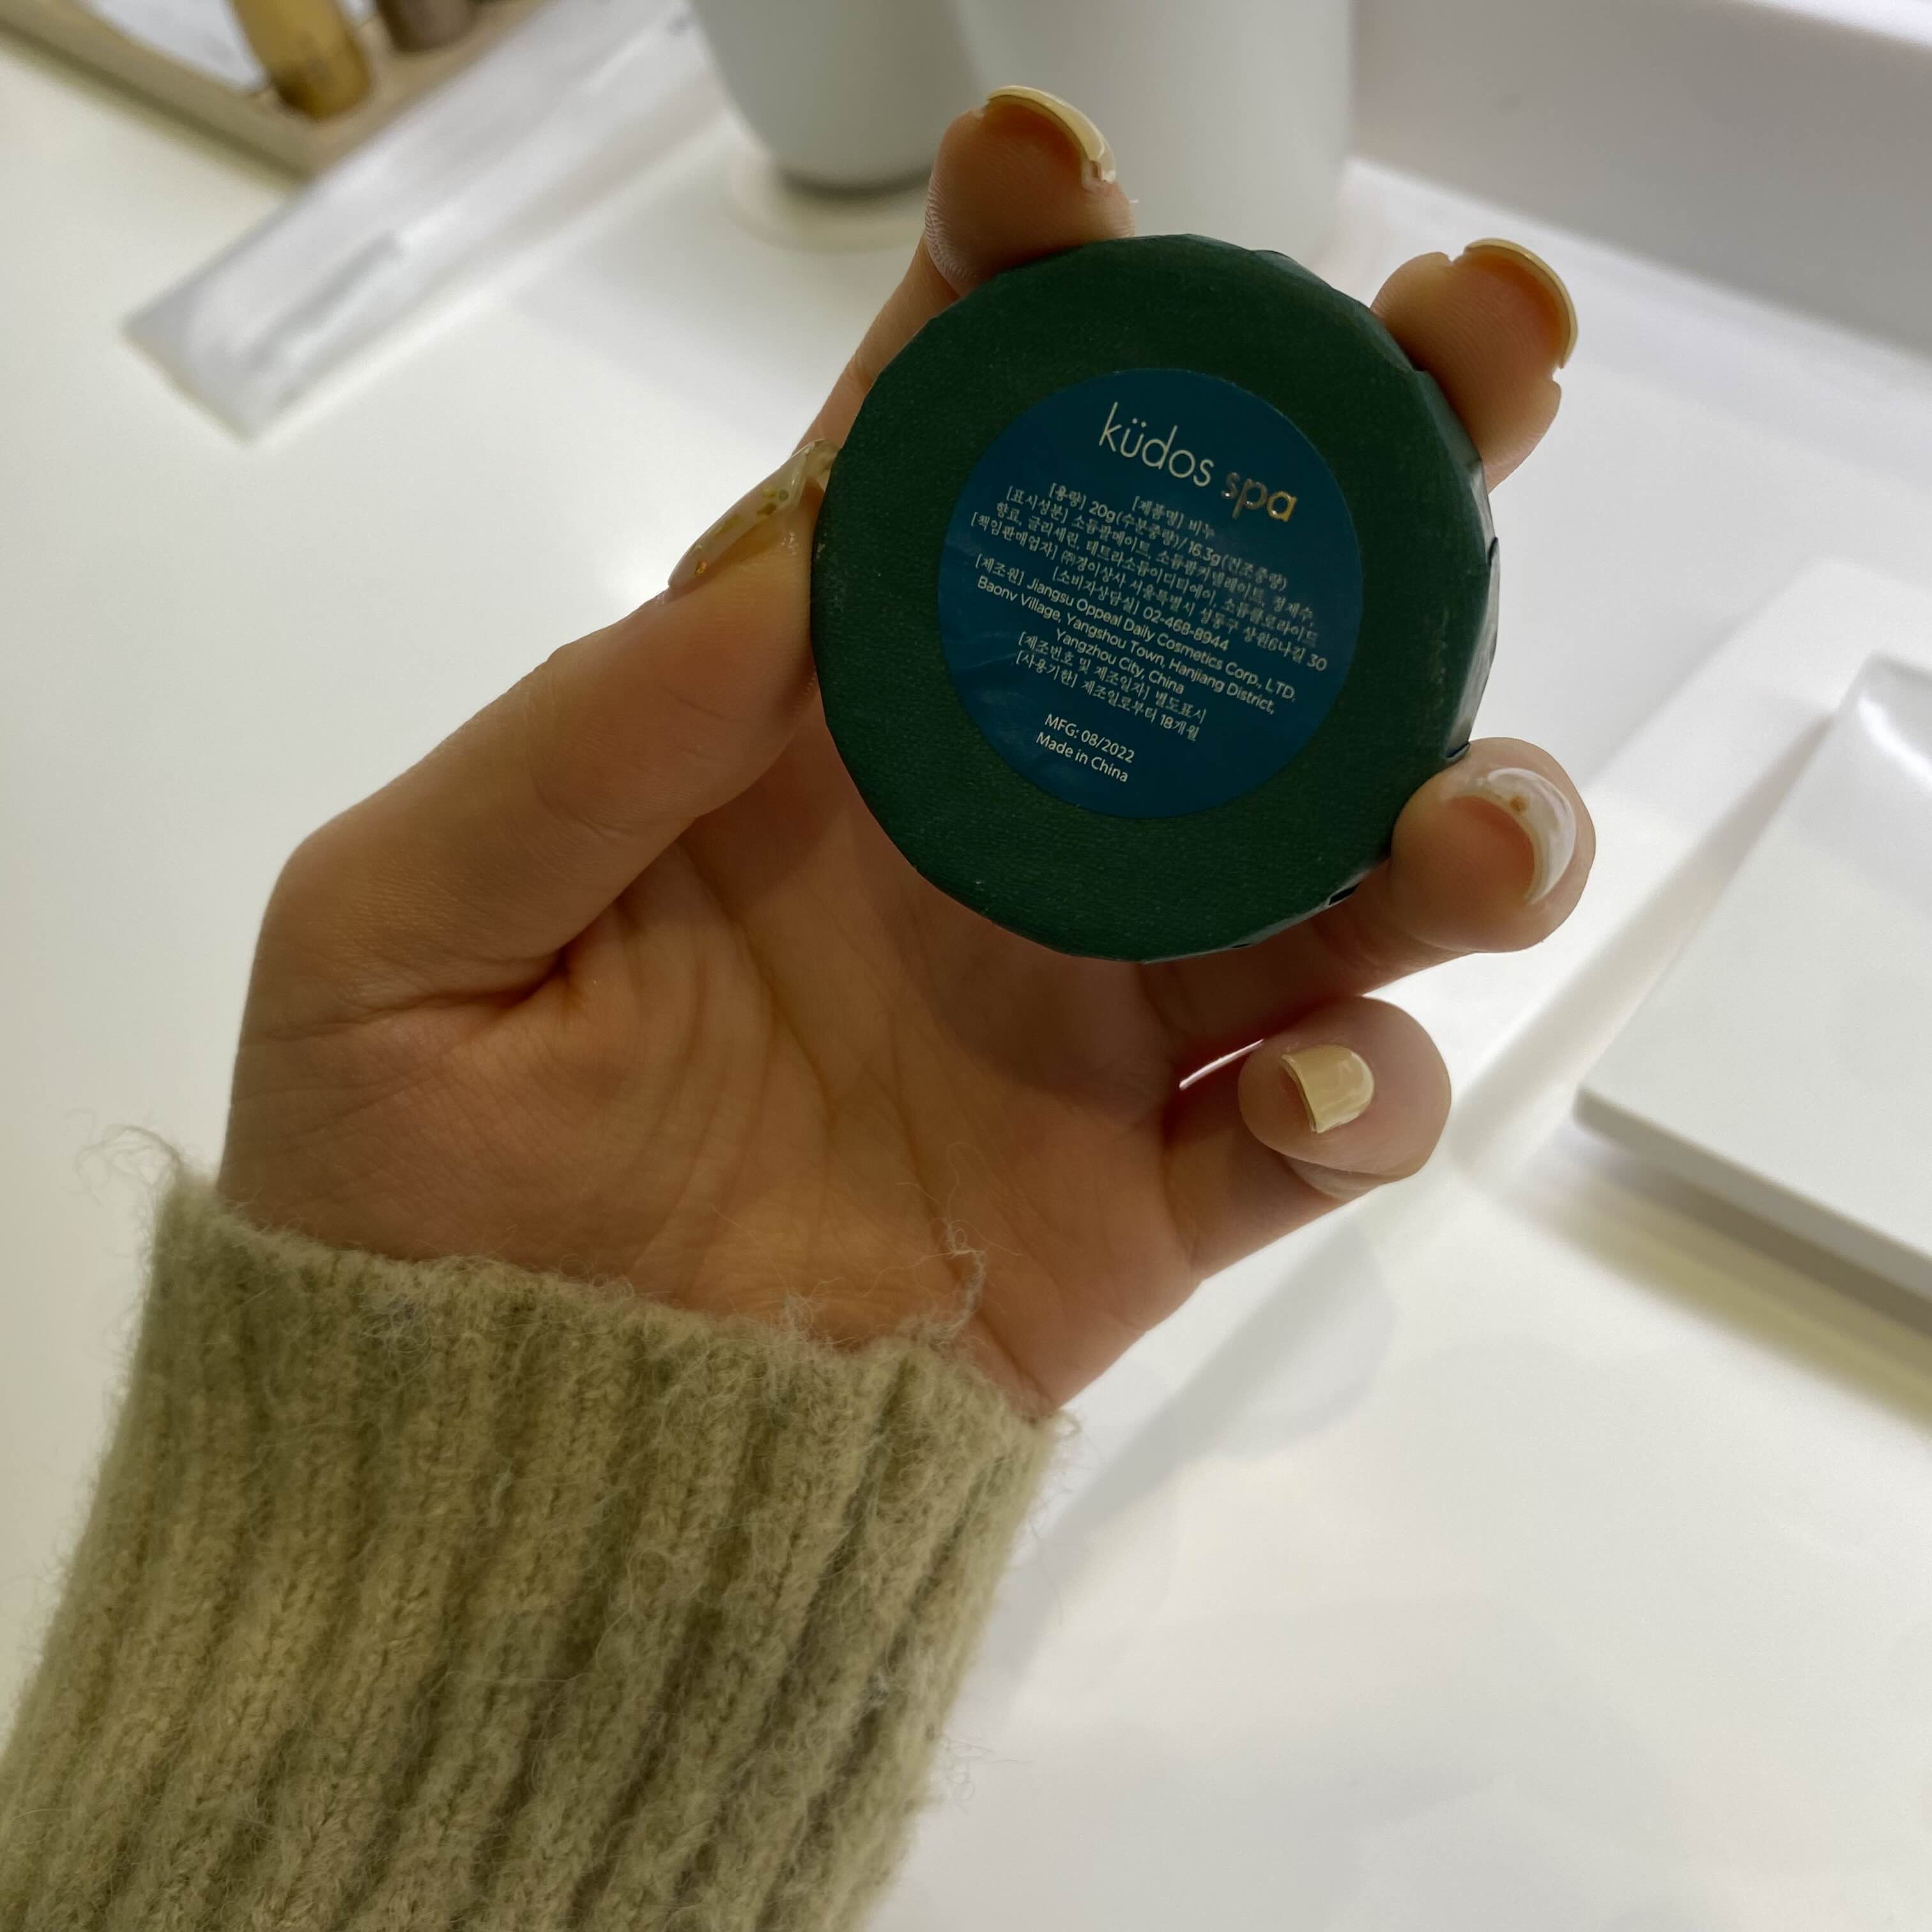 küdos spa
[제품명] 비누
[용량] 20g(수분중량)/16.3g(건조중량)
[표시성분] 소듐팔메이트, 소듐팜커넬레이트, 정제수,
향료, 글리세린, 테트라소듐이디티에이, 소듐클로라이드
[책임판매업자] ㈜경이상사 서울특별시 성동구 상원6나길 30
[소비자상담실] 02-468-8944
[제조원] Jiangsu Oppeal Daily Cosmetics Corp., LTD.
Baonv Village, Yangshou Town, Hanjiang District,
Yangzhou City, China
[제조번호 및 제조일자] 별도표시
[사용기한] 제조일로부터 18개월
MFG: 08/2022
Made in China